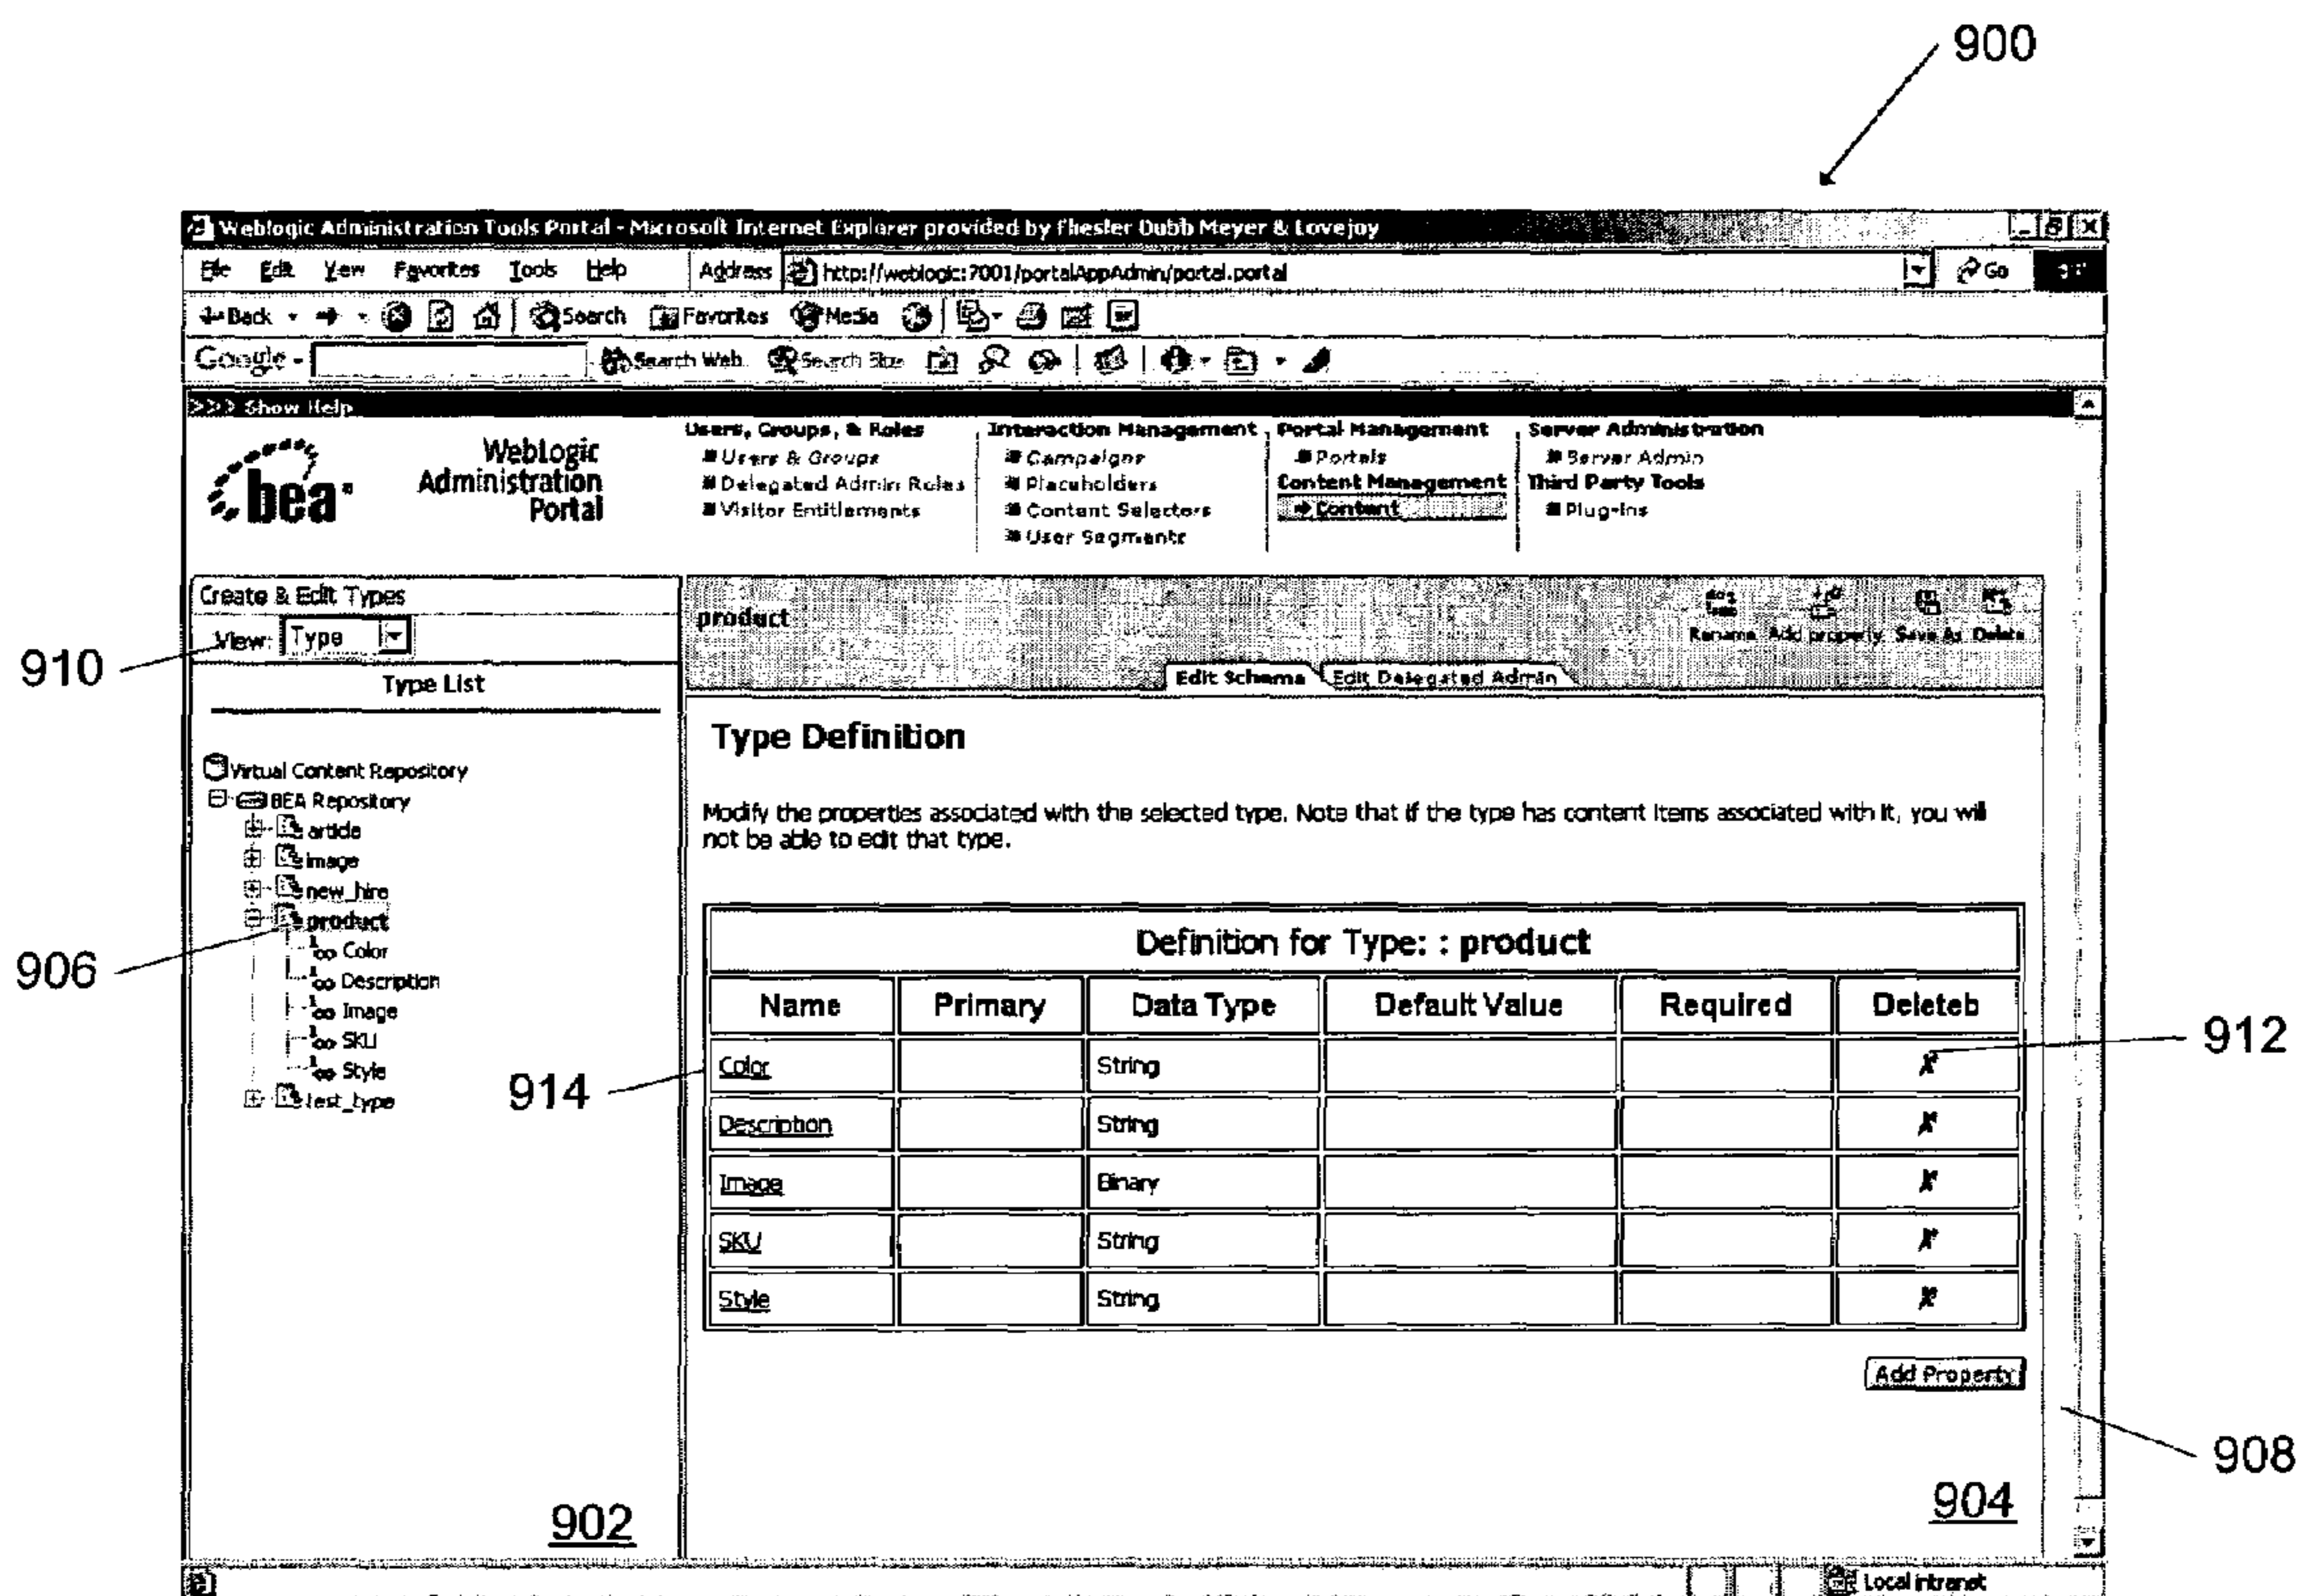 900
Weblogic Administration Tools Portal - Microsoft Internet Explorer provided by Fhesler Dubb Meyer & Lovejoy
File Edit View Favorites Tools Help Address http://weblogic:7001/portalAppAdmin/portal.portal Go
Back Search Favorites Media
Google Search Web Search Site
>>> Show Help
bea
WebLogic
Administration
Portal
Users, Groups, & Roles
Users & Groups
Delegated Admin Roles
Visitor Entitlements
Interaction Management
Campaigns
Placeholders
Content Selectors
User Segments
Portal Management
Portals
Content Management
Content
Server Administration
Server Admin
Third Party Tools
Plug-ins
Create & Edit Types
View: Type
910
Type List
Virtual Content Repository
BEA Repository
article
image
new_hire
product
906
Color
Description
Image
SKU
Style
test_type
902
product
Rename Add property Save As Delete
Edit Schema Edit Delegated Admin
Type Definition
Modify the properties associated with the selected type. Note that if the type has content items associated with it, you will
not be able to edit that type.
Definition for Type: : product
Name Primary Data Type Default Value Required Deleteb
914 Color String X 912
Description String X
Image Binary X
SKU String X
Style String X
Add Property
908
904
Local intranet